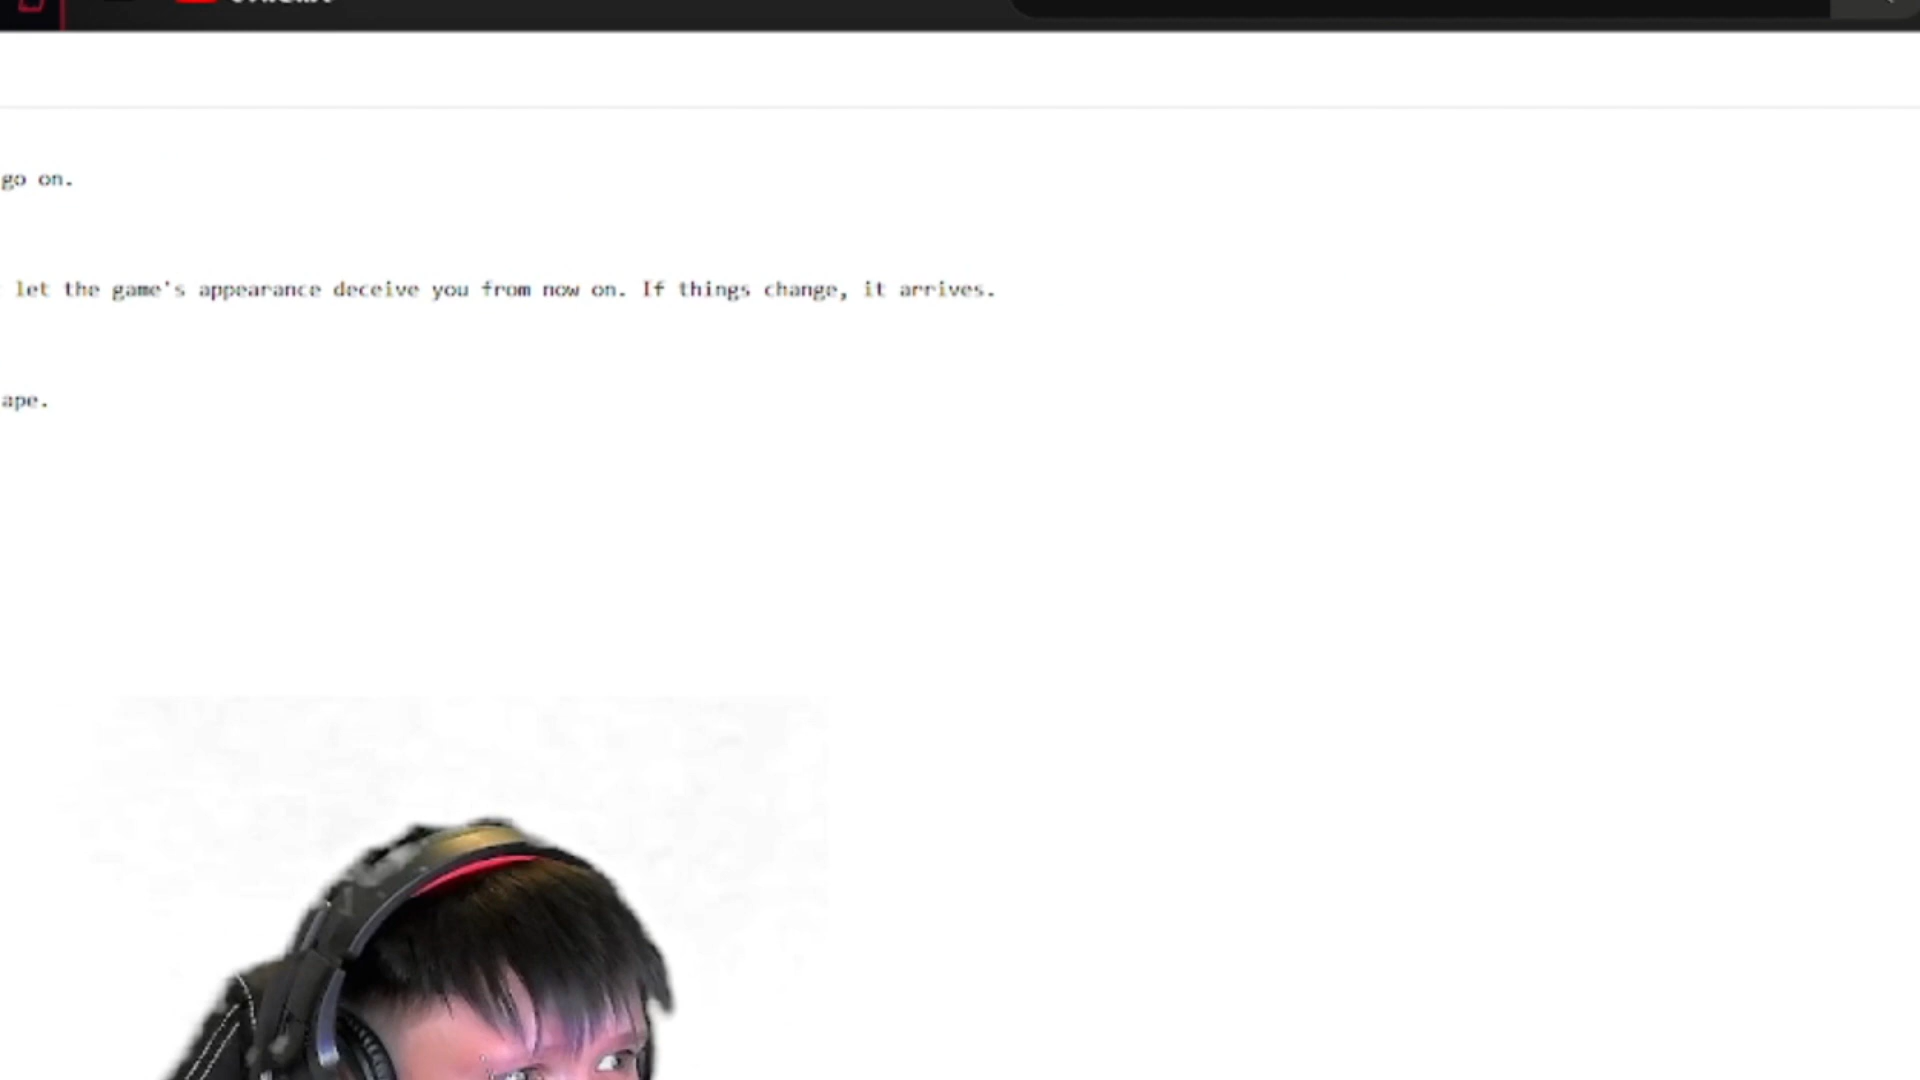 go on.
let the game's appearance deceive you from now on. If things change, it arrives.
ape.